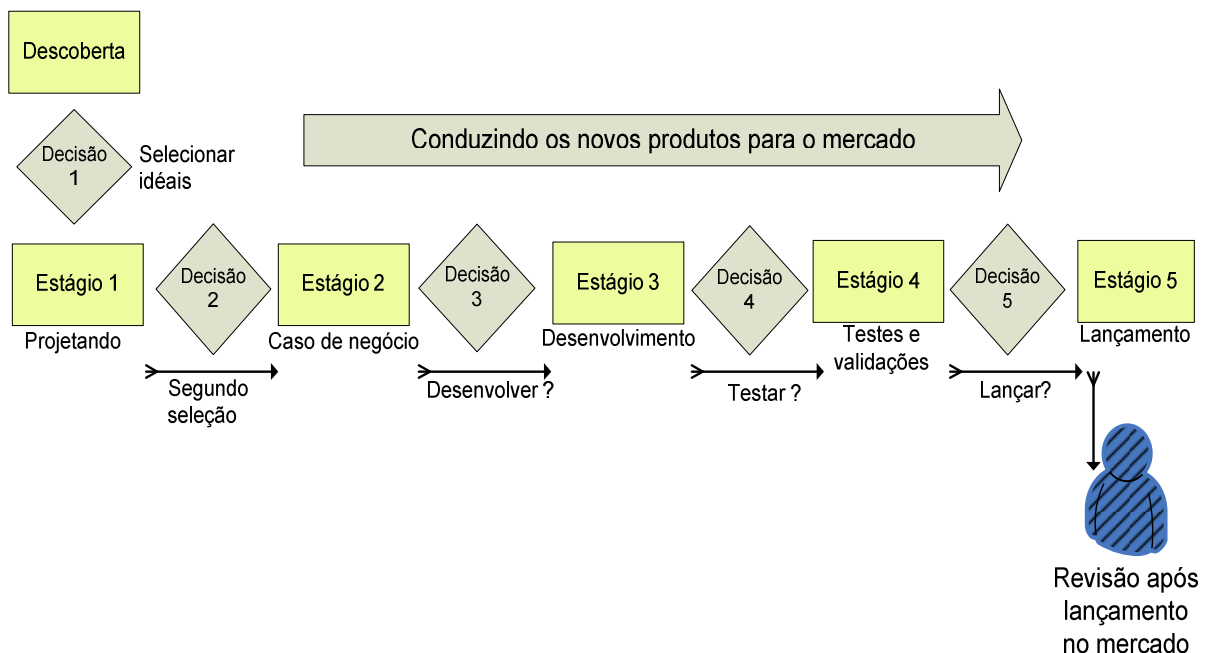 Descoberta
Decisão
1
Selecionar
idéais
Conduzindo os novos produtos para o mercado
Estágio 1
Projetando
Decisão
2
Segundo
seleção
Estágio 2
Caso de negócio
Decisão
3
Desenvolver ?
Estágio 3
Desenvolvimento
Decisão
4
Testar ?
Estágio 4
Testes e
validações
Decisão
5
Lançar?
Estágio 5
Lançamento
Revisão após
lançamento
no mercado